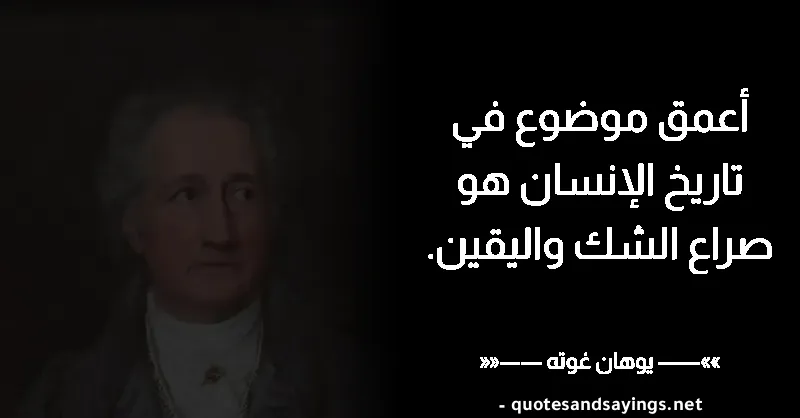 أعمق موضوع في
تاريخ الإنسان هو
صراع الشك واليقين.
»»—— يوهان غوته ——««
- quotesandsayings.net